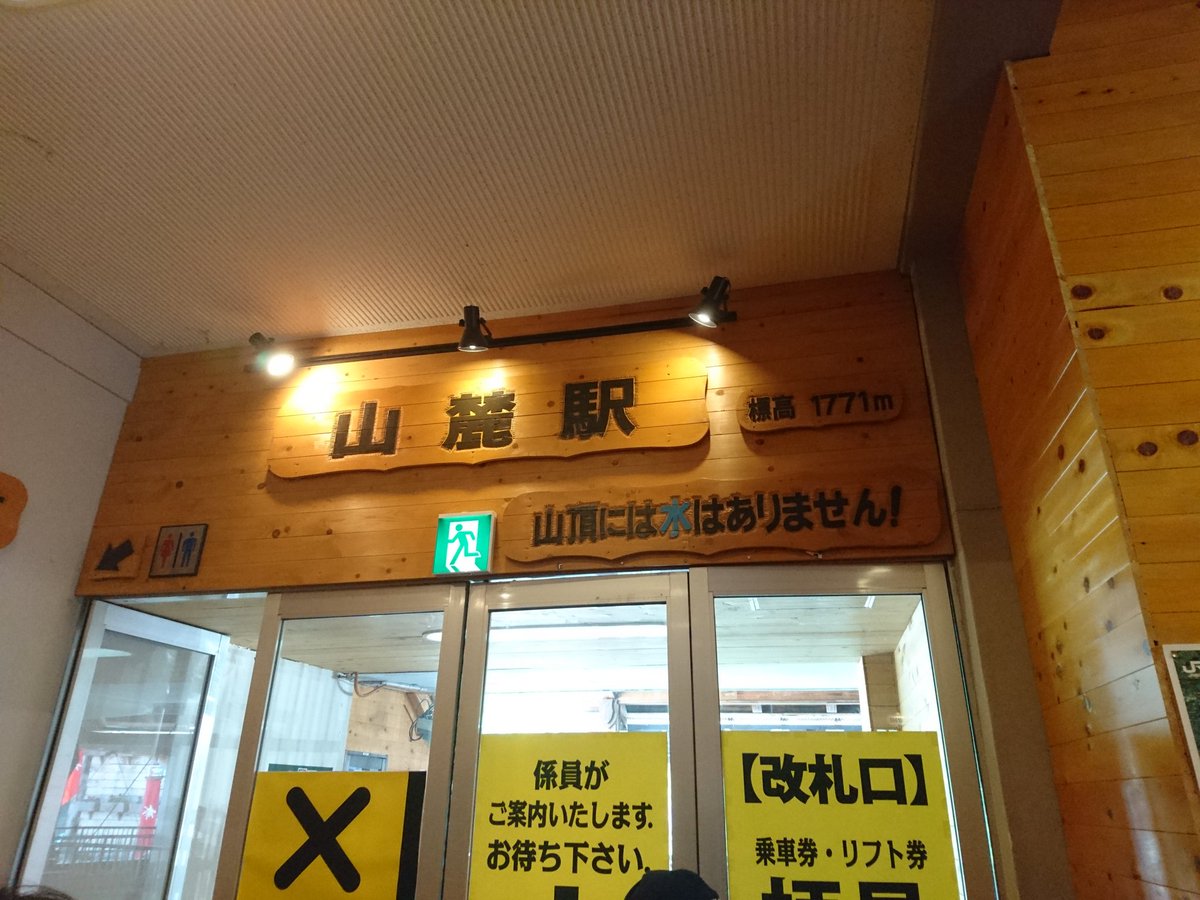 山麓駅
標高 1771m
山頂には水はありません!
係員が
ご案内いたします.
お待ち下さい.
【改札口】
乗車券・リフト券